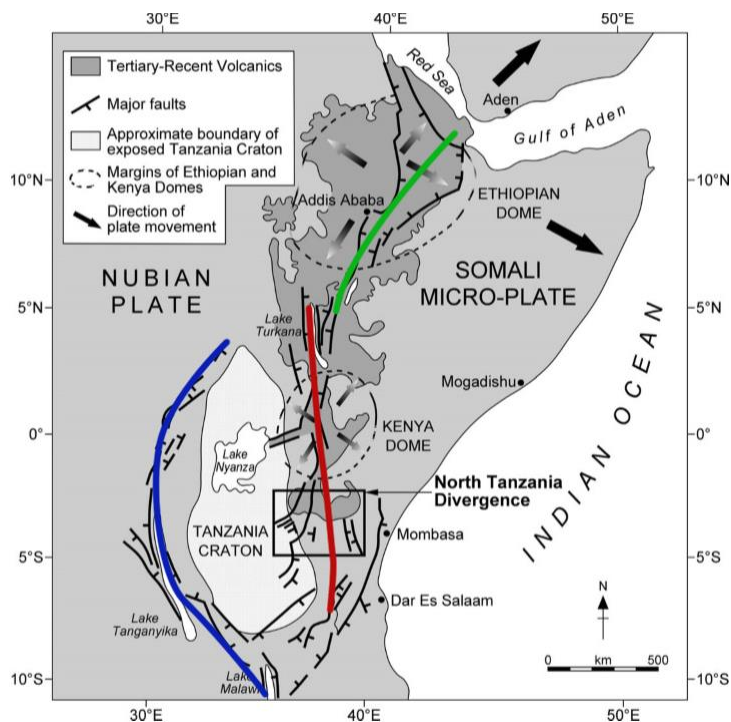 30°E
40°E
50°E
Tertiary-Recent Volcanics
Major faults
Approximate boundary of
exposed Tanzania Craton
Margins of Ethiopian and
Kenya Domes
Direction of
plate movement
Red Sea
Aden
Gulf of Aden
10°N
10°N
Addis Ababa
ETHIOPIAN
DOME
NUBIAN
PLATE
SOMALI
MICRO-PLATE
5°N
5°N
Lake
Turkana
Mogadishu
INDIAN OCEAN
0°
0°
KENYA
DOME
Lake
Nyanza
North Tanzania
Divergence
TANZANIA
CRATON
Mombasa
5°S
5°S
Dar Es Salaam
Lake
Tanganyika
N
0
km
500
10°S
10°S
Lake
Malawi
30°E
40°E
50°E